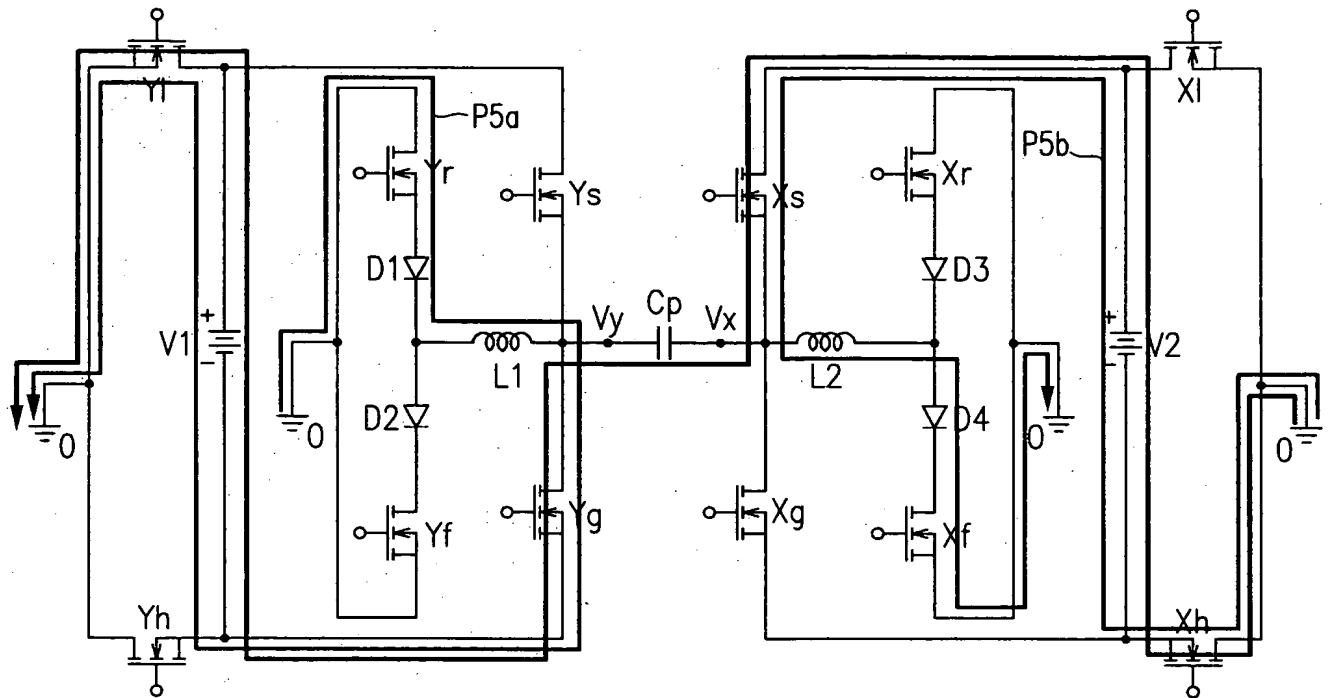 Yl
Xl
P5a
P5b
Yr
Ys
Xs
Xr
D1
D3
Vy
Cp
Vx
+
V1
-
+
V2
-
L1
L2
0
0
D2
D4
0
0
Yf
Yg
Xg
Xf
Yh
Xh